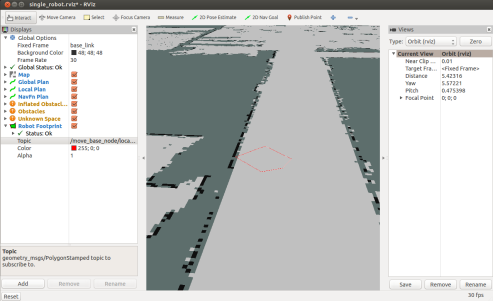 single_robot.rviz* - RViz
Interact Move Camera Select Focus Camera Measure 2D Pose Estimate 2D Nav Goal Publish Point
Displays
Global Options
Fixed Frame base_link
Background Color 48; 48; 48
Frame Rate 30
Global Status: Ok
Map
Global Plan
Local Plan
NavFn Plan
Inflated Obstacl...
Obstacles
Unknown Space
Robot Footprint
Status: Ok
Topic /move_base_node/loca...
Color 255; 0; 0
Alpha 1
Topic
geometry_msgs/PolygonStamped topic to
subscribe to.
Add Remove Rename
Reset
Views
Type: Orbit (rviz) Zero
Current View Orbit (rviz)
Near Clip ... 0.01
Target Fra... <Fixed Frame>
Distance 5.42316
Yaw 5.57221
Pitch 0.475398
Focal Point 0; 0; 0
Save Remove Rename
30 fps